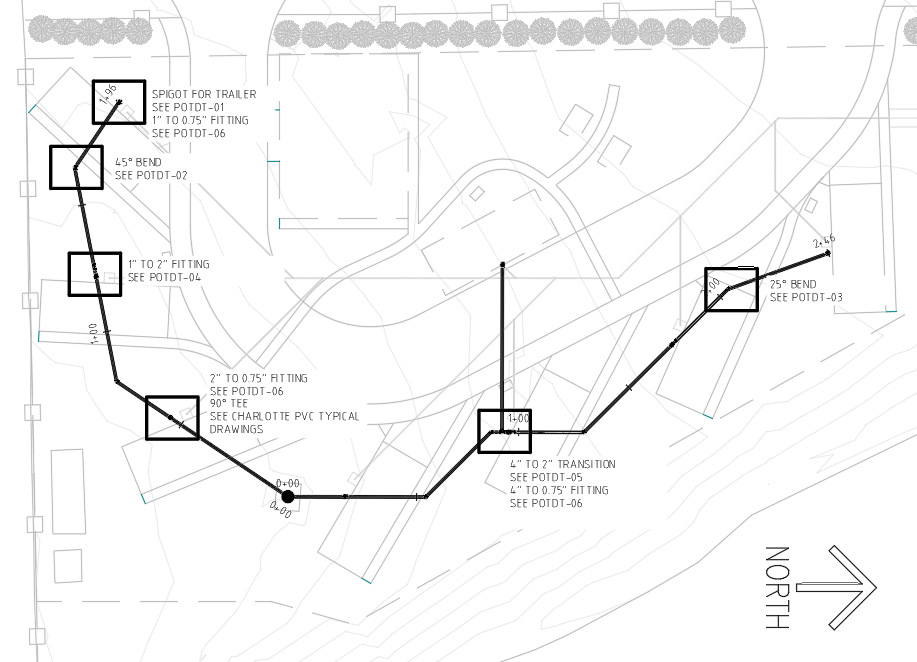 1+96
SPIGOT FOR TRAILER
SEE POTDT-01
1" TO 0.75" FITTING
SEE POTDT-06
45° BEND
SEE POTDT-02
1" TO 2" FITTING
SEE POTDT-04
1+00
2+46
25° BEND
SEE POTDT-03
2" TO 0.75" FITTING
SEE POTDT-06
90° TEE
SEE CHARLOTTE PVC TYPICAL
DRAWINGS
1+00
4" TO 2" TRANSITION
SEE POTDT-05
4" TO 0.75" FITTING
SEE POTDT-06
0+00
0+00
NORTH